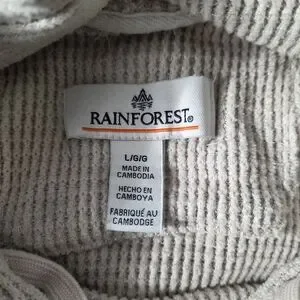 RAINFOREST®
L/G/G
MADE IN
CAMBODIA
HECHO EN
CAMBOYA
FABRIQUÉ AU
CAMBODGE